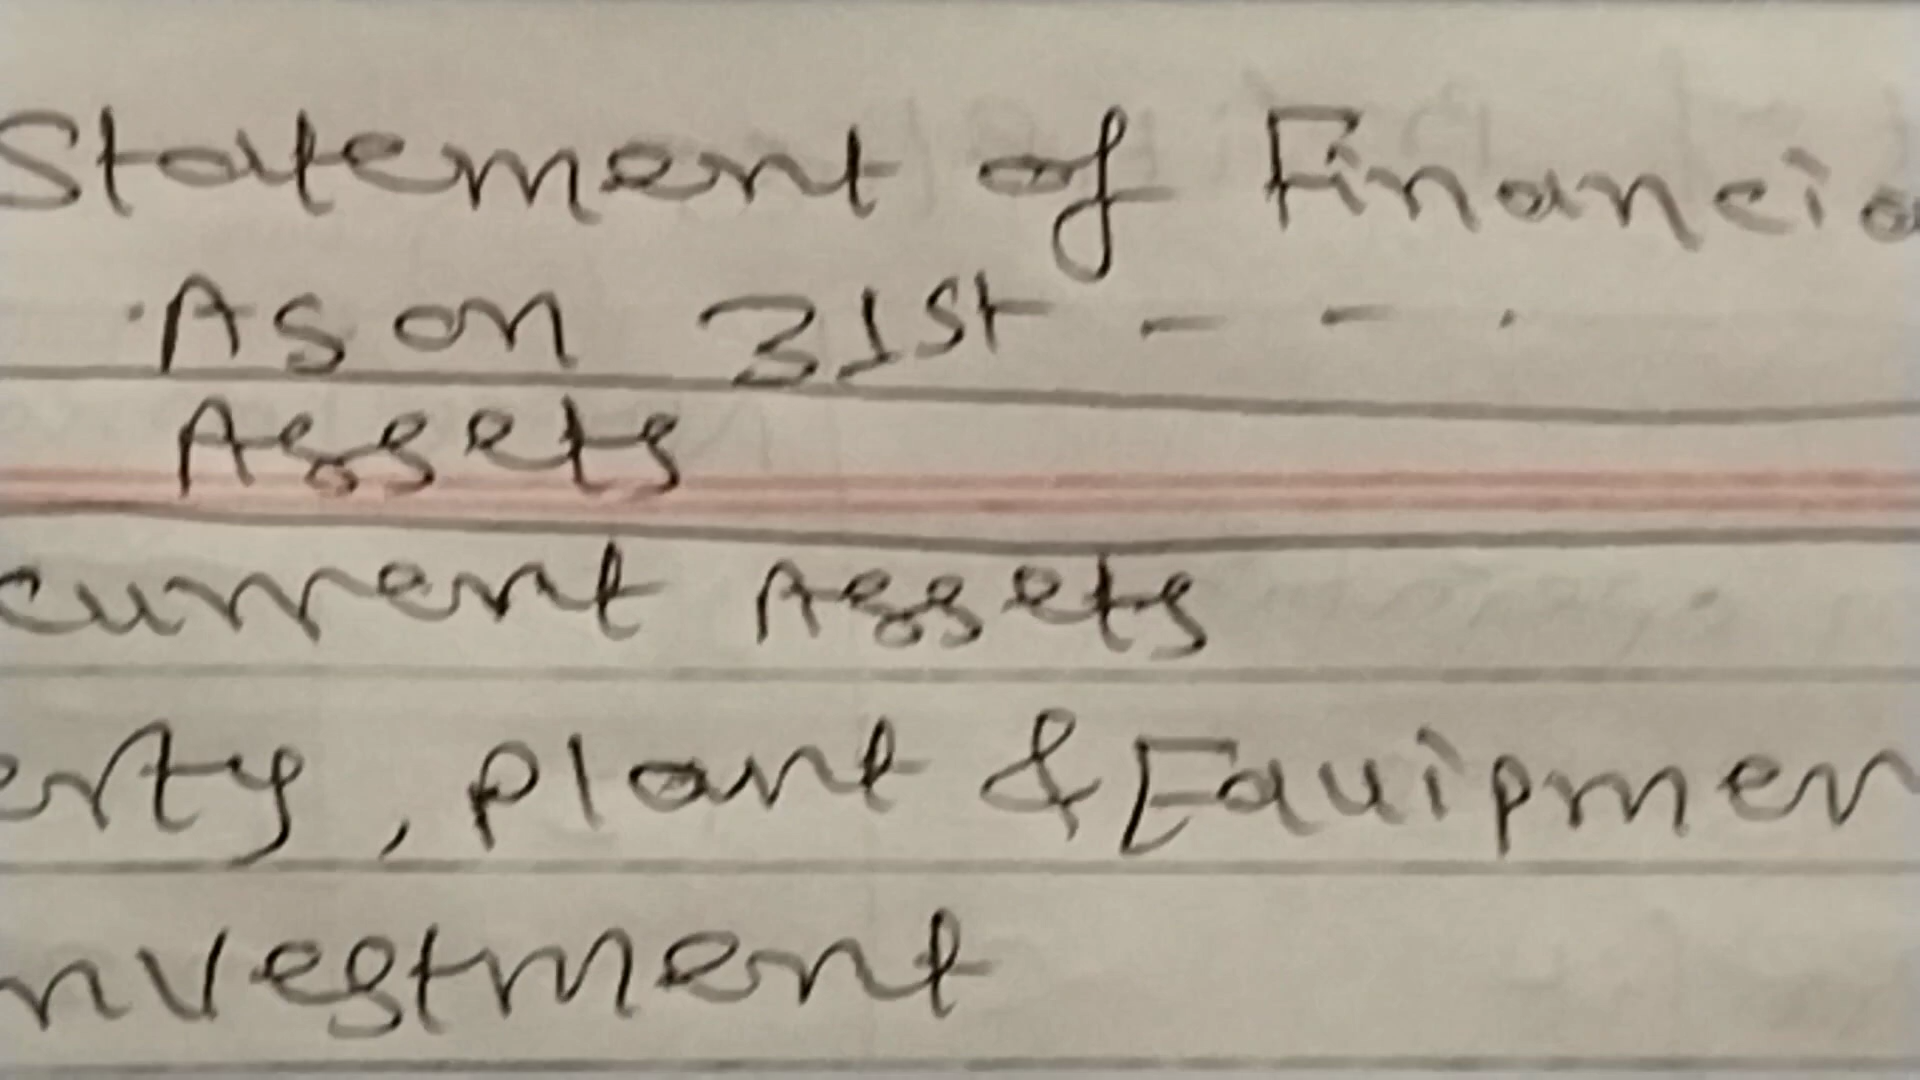 Statement of Financia
As on 31st - - .
Assets
current Assets
erty, plant & Equipmen
nvestment